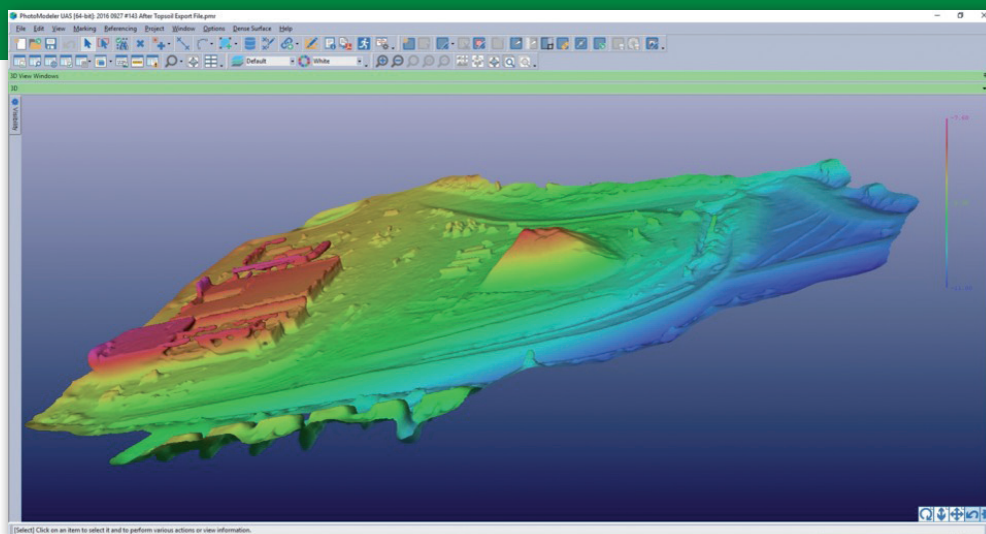 PhotoModeler UAS [64-bit]: 2016 0927 #143 After Topsoil Export File.pmv
File Edit View Marking Referencing Project Window Options Dense Surface Help
Default White
3D View Windows
3D
Visibility
[Select] Click on an item to select it and to perform various actions or view information.